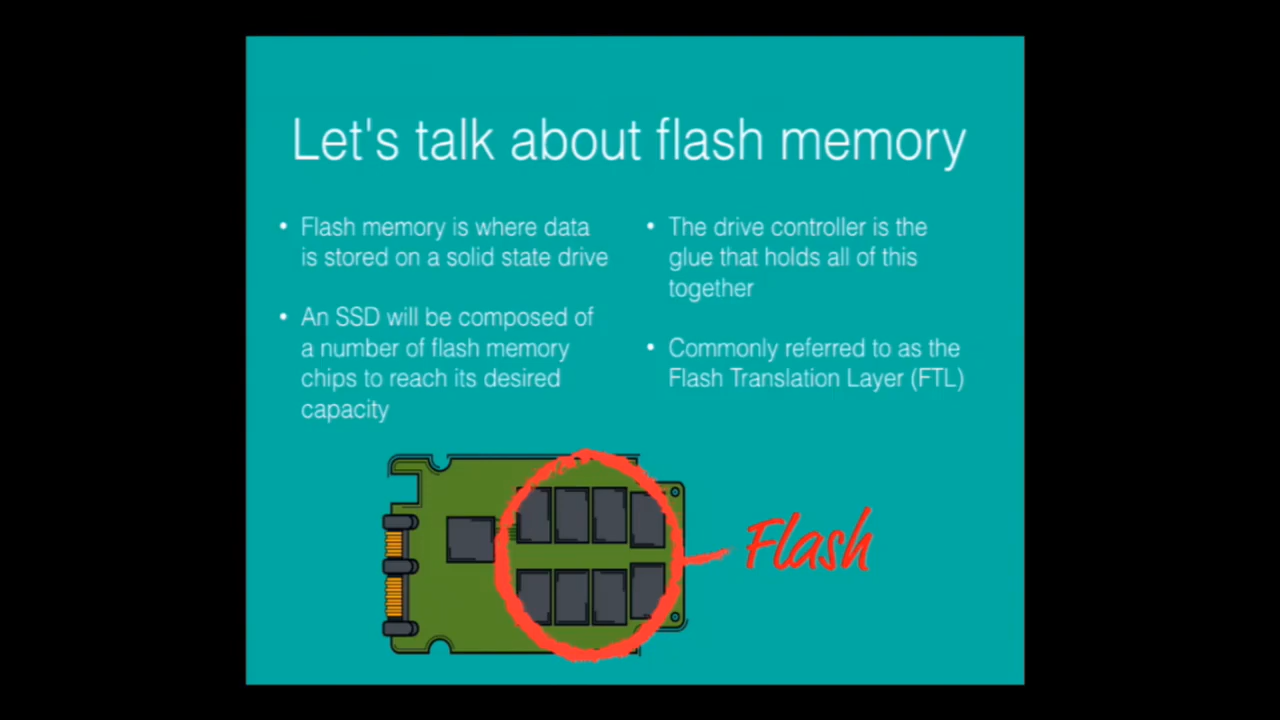 Let's talk about flash memory
• Flash memory is where data
is stored on a solid state drive
• An SSD will be composed of
a number of flash memory
chips to reach its desired
capacity
• The drive controller is the
glue that holds all of this
together
• Commonly referred to as the
Flash Translation Layer (FTL)
Flash